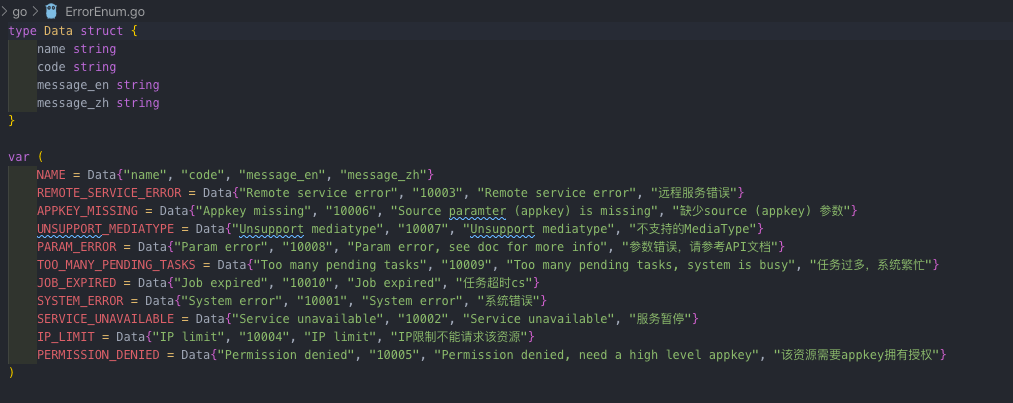 go > ErrorEnum.go
type Data struct {
    name string
    code string
    message_en string
    message_zh string
}
var (
    NAME = Data{"name", "code", "message_en", "message_zh"}
    REMOTE_SERVICE_ERROR = Data{"Remote service error", "10003", "Remote service error", "远程服务错误"}
    APPKEY_MISSING = Data{"Appkey missing", "10006", "Source paramter (appkey) is missing", "缺少source (appkey) 参数"}
    UNSUPPORT_MEDIATYPE = Data{"Unsupport mediatype", "10007", "Unsupport mediatype", "不支持的MediaType"}
    PARAM_ERROR = Data{"Param error", "10008", "Param error, see doc for more info", "参数错误，请参考API文档"}
    TOO_MANY_PENDING_TASKS = Data{"Too many pending tasks", "10009", "Too many pending tasks, system is busy", "任务过多，系统繁忙"}
    JOB_EXPIRED = Data{"Job expired", "10010", "Job expired", "任务超时cs"}
    SYSTEM_ERROR = Data{"System error", "10001", "System error", "系统错误"}
    SERVICE_UNAVAILABLE = Data{"Service unavailable", "10002", "Service unavailable", "服务暂停"}
    IP_LIMIT = Data{"IP limit", "10004", "IP limit", "IP限制不能请求该资源"}
    PERMISSION_DENIED = Data{"Permission denied", "10005", "Permission denied, need a high level appkey", "该资源需要appkey拥有授权"}
)